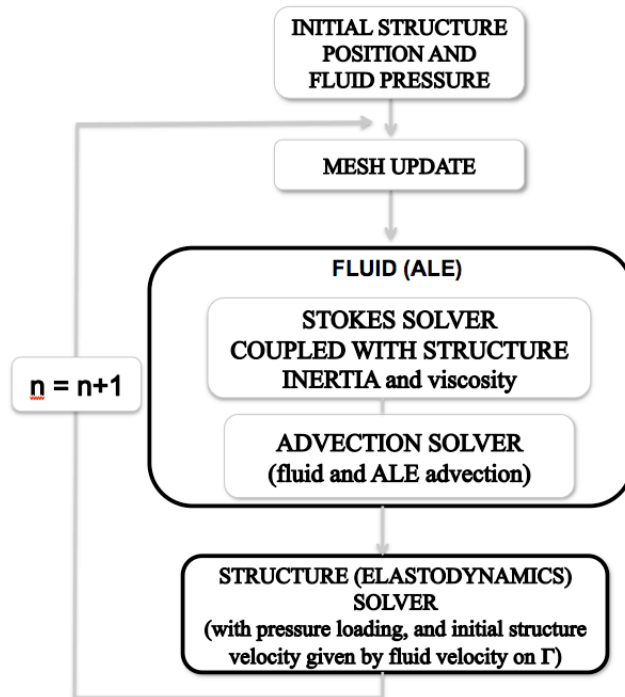 INITIAL STRUCTURE
POSITION AND
FLUID PRESSURE
MESH UPDATE
FLUID (ALE)
STOKES SOLVER
COUPLED WITH STRUCTURE
INERTIA and viscosity
n = n+1
ADVECTION SOLVER
(fluid and ALE advection)
STRUCTURE (ELASTODYNAMICS)
SOLVER
(with pressure loading, and initial structure
velocity given by fluid velocity on Γ)